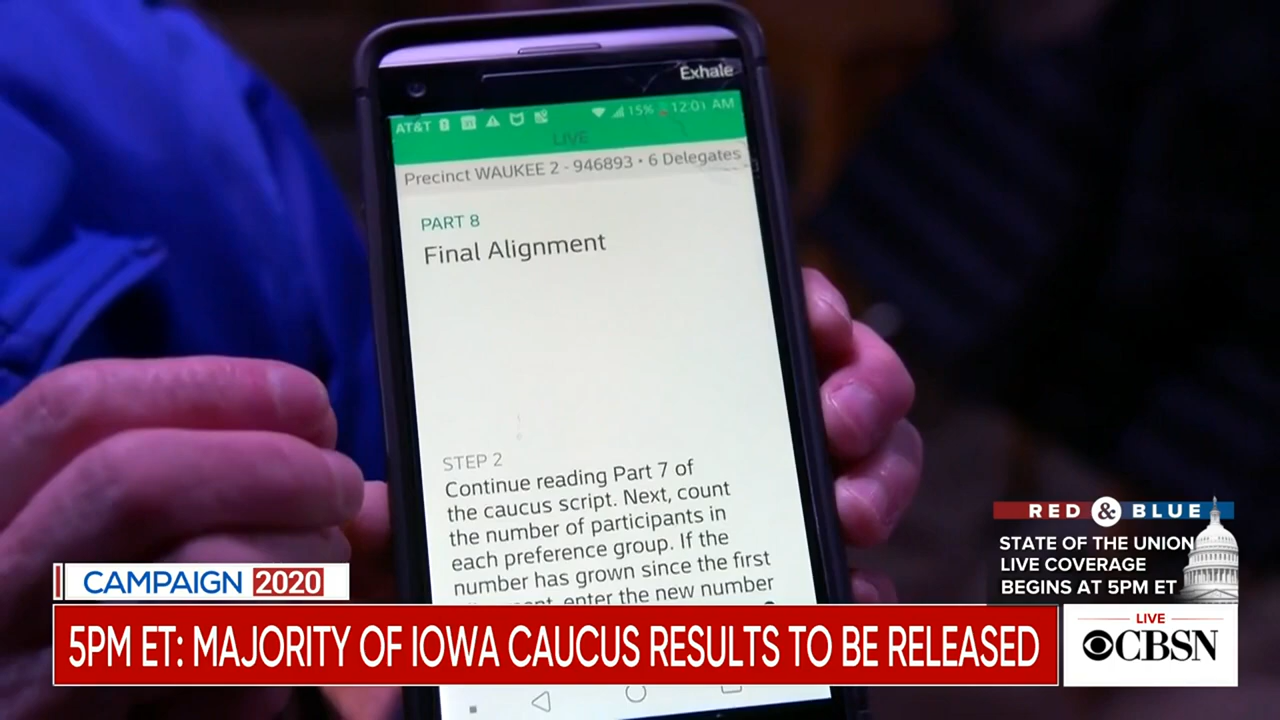 Exhale
AT&T
15% 12:01 AM
LIVE
Precinct WAUKEE 2 - 946893 • 6 Delegates
PART 8
Final Alignment
STEP 2
Continue reading Part 7 of
the caucus script. Next, count
the number of participants in
each preference group. If the
number has grown since the first
enter the new number
RED & BLUE
STATE OF THE UNION
LIVE COVERAGE
BEGINS AT 5PM ET
CAMPAIGN 2020
5PM ET: MAJORITY OF IOWA CAUCUS RESULTS TO BE RELEASED
LIVE
CBSN